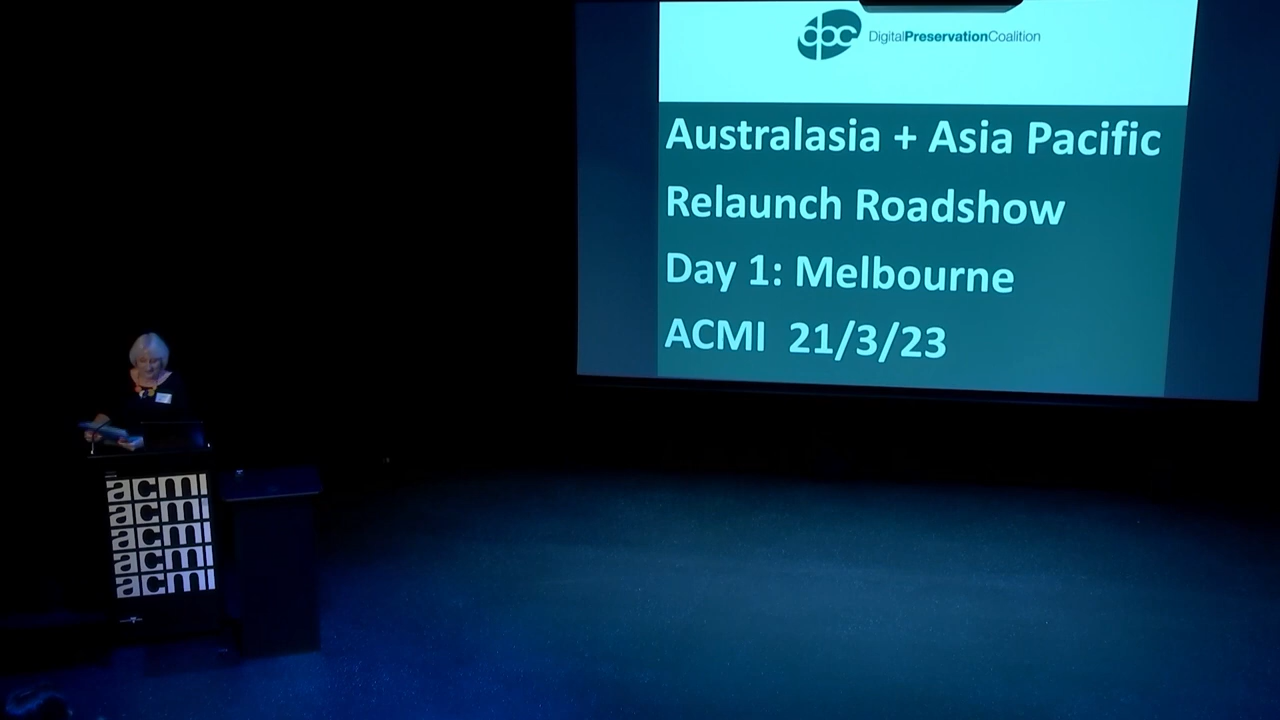 dpc DigitalPreservationCoalition
Australasia + Asia Pacific
Relaunch Roadshow
Day 1: Melbourne
ACMI 21/3/23
acmi
acmi
acmi
acmi
acmi